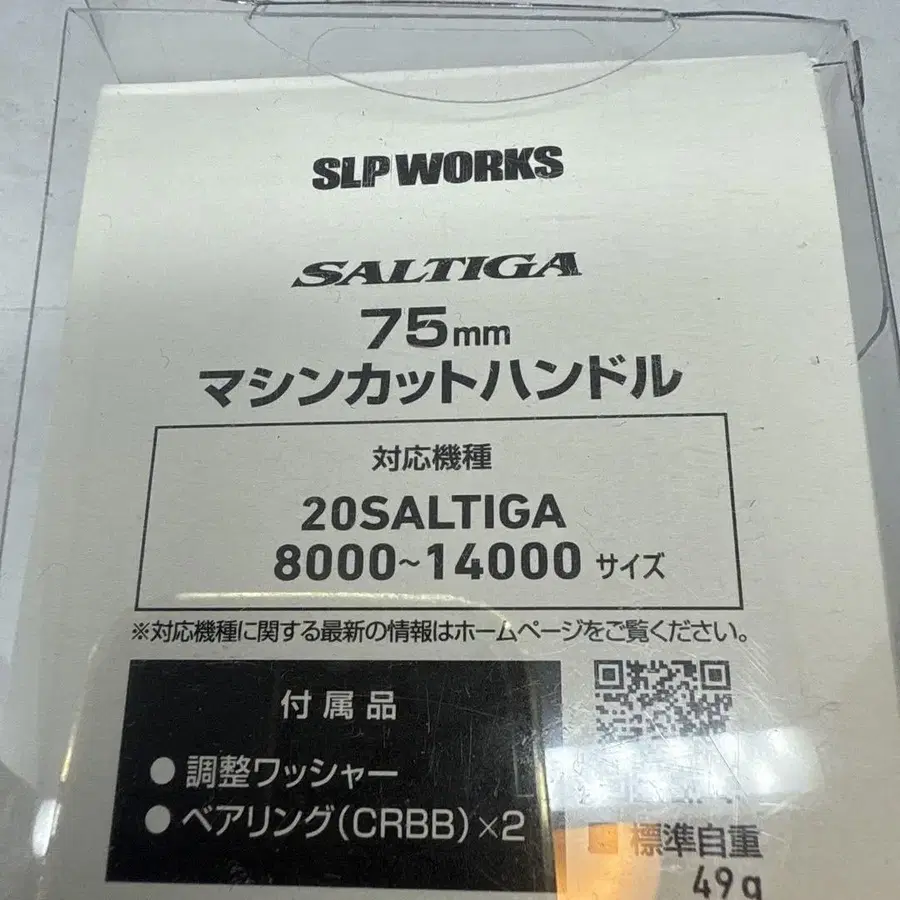 SLP WORKS
SALTIGA
75mm
マシンカットハンドル
対応機種
20SALTIGA
8000~14000 サイズ
※対応機種に関する最新の情報はホームページをご覧ください。
付属品
● 調整ワッシャー
● ベアリング(CRBB)×2
標準自重
49g